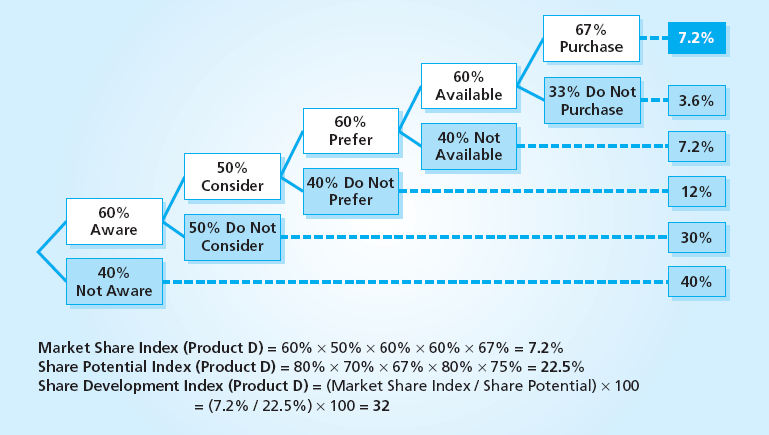 67%
Purchase
7.2%
60%
Available
33% Do Not
Purchase
3.6%
60%
Prefer
40% Not
Available
7.2%
50%
Consider
40% Do Not
Prefer
12%
60%
Aware
50% Do Not
Consider
30%
40%
Not Aware
40%
Market Share Index (Product D) = 60% × 50% × 60% × 60% × 67% = 7.2%
Share Potential Index (Product D) = 80% × 70% × 67% × 80% × 75% = 22.5%
Share Development Index (Product D) = (Market Share Index / Share Potential) × 100
= (7.2% / 22.5%) × 100 = 32